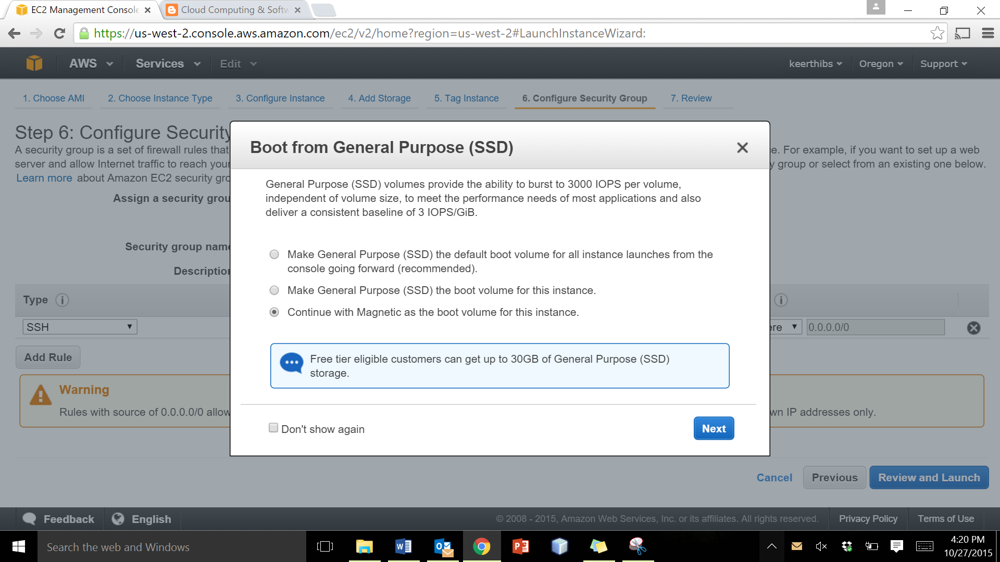 EC2 Management Console
Cloud Computing & Softw
https://us-west-2.console.aws.amazon.com/ec2/v2/home?region=us-west-2#LaunchInstanceWizard:
AWS Services Edit keerthibs Oregon Support
1. Choose AMI 2. Choose Instance Type 3. Configure Instance 4. Add Storage 5. Tag Instance 6. Configure Security Group 7. Review
Step 6: Configure Security
A security group is a set of firewall rules that
e. For example, if you want to set up a web
server and allow Internet traffic to reach your
y group or select from an existing one below.
Learn more about Amazon EC2 security gro
Assign a security grou
Security group name
Description
Type i
i
SSH
ere 0.0.0.0/0
Add Rule
Warning
Rules with source of 0.0.0.0/0 allow
wn IP addresses only.
Boot from General Purpose (SSD)
General Purpose (SSD) volumes provide the ability to burst to 3000 IOPS per volume,
independent of volume size, to meet the performance needs of most applications and also
deliver a consistent baseline of 3 IOPS/GiB.
Make General Purpose (SSD) the default boot volume for all instance launches from the
console going forward (recommended).
Make General Purpose (SSD) the boot volume for this instance.
Continue with Magnetic as the boot volume for this instance.
Free tier eligible customers can get up to 30GB of General Purpose (SSD)
storage.
Don't show again
Next
Cancel Previous Review and Launch
Feedback English © 2008 - 2015, Amazon Web Services, Inc. or its affiliates. All rights reserved. Privacy Policy Terms of Use
Search the web and Windows
4:20 PM
10/27/2015